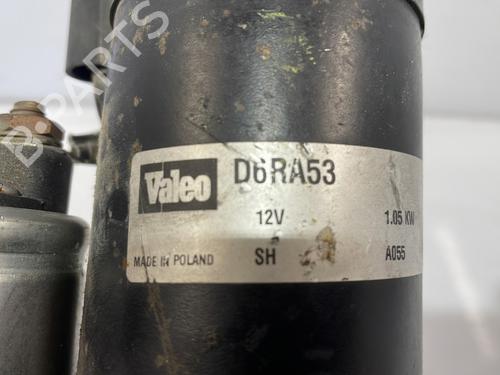 Valeo D6RA53
12V 1.05 KW
MADE IN POLAND SH A055
B-PARTS